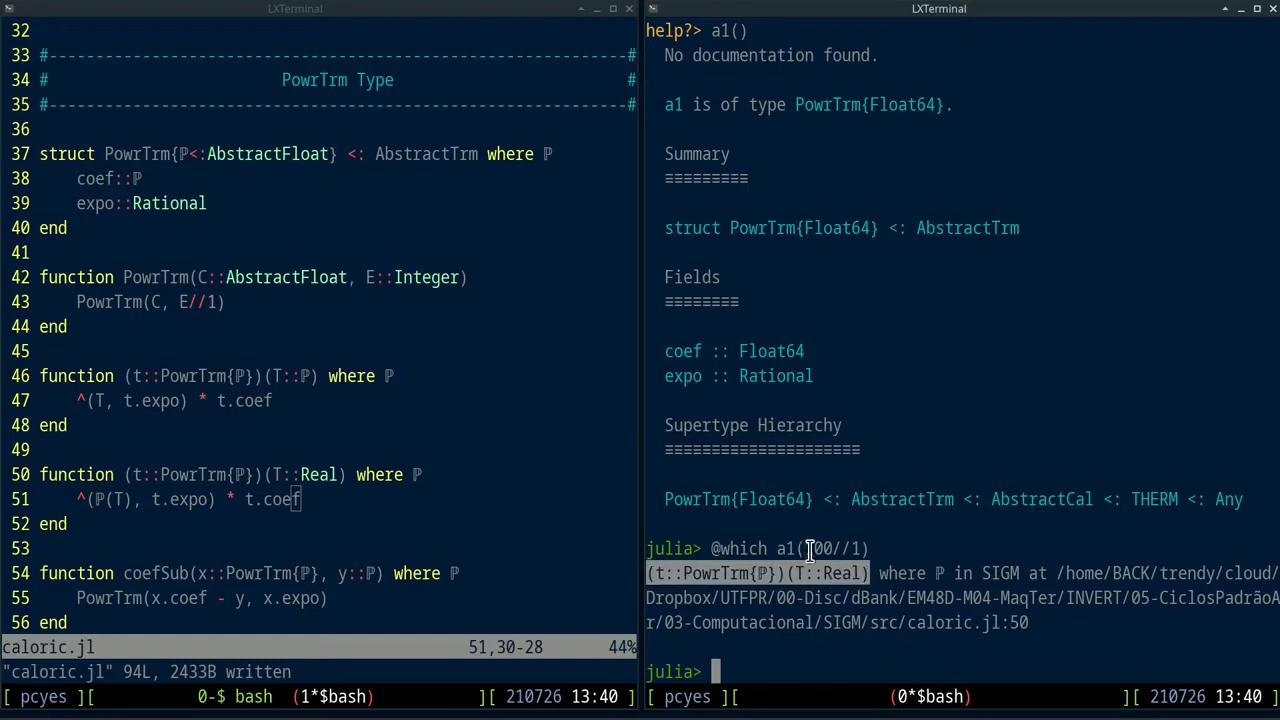 LXTerminal
32
33 #--------------------------------------------------------------#
34 # PowrTrm Type #
35 #--------------------------------------------------------------#
36
37 struct PowrTrm{ℙ<:AbstractFloat} <: AbstractTrm where ℙ
38     coef::ℙ
39     expo::Rational
40 end
41
42 function PowrTrm(C::AbstractFloat, E::Integer)
43     PowrTrm(C, E//1)
44 end
45
46 function (t::PowrTrm{ℙ})(T::ℙ) where ℙ
47     ^(T, t.expo) * t.coef
48 end
49
50 function (t::PowrTrm{ℙ})(T::Real) where ℙ
51     ^(ℙ(T), t.expo) * t.coef
52 end
53
54 function coefSub(x::PowrTrm{ℙ}, y::ℙ) where ℙ
55     PowrTrm(x.coef - y, x.expo)
56 end
caloric.jl 51,30-28 44%
"caloric.jl" 94L, 2433B written
[ pcyes ][ 0-$ bash (1*$bash) ][ 210726 13:40 ]
LXTerminal
help?> a1()
No documentation found.
a1 is of type PowrTrm{Float64}.
Summary
≡≡≡≡≡≡≡≡≡
struct PowrTrm{Float64} <: AbstractTrm
Fields
≡≡≡≡≡≡≡≡
coef :: Float64
expo :: Rational
Supertype Hierarchy
≡≡≡≡≡≡≡≡≡≡≡≡≡≡≡≡≡≡≡≡≡
PowrTrm{Float64} <: AbstractTrm <: AbstractCal <: THERM <: Any
julia> @which a1(300//1)
(t::PowrTrm{ℙ})(T::Real) where ℙ in SIGM at /home/BACK/trendy/cloud/
Dropbox/UTFPR/00-Disc/dBank/EM48D-M04-MaqTer/INVERT/05-CiclosPadrãoA
r/03-Computacional/SIGM/src/caloric.jl:50
julia>
[ pcyes ][ (0*$bash) ][ 210726 13:40 ]